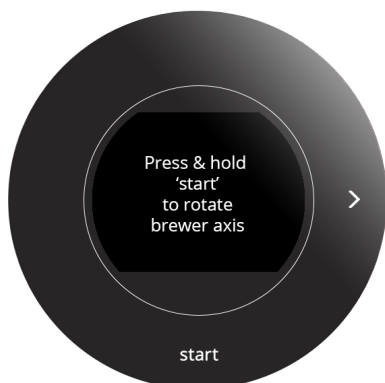 Press & hold
‘start’
to rotate
brewer axis
start